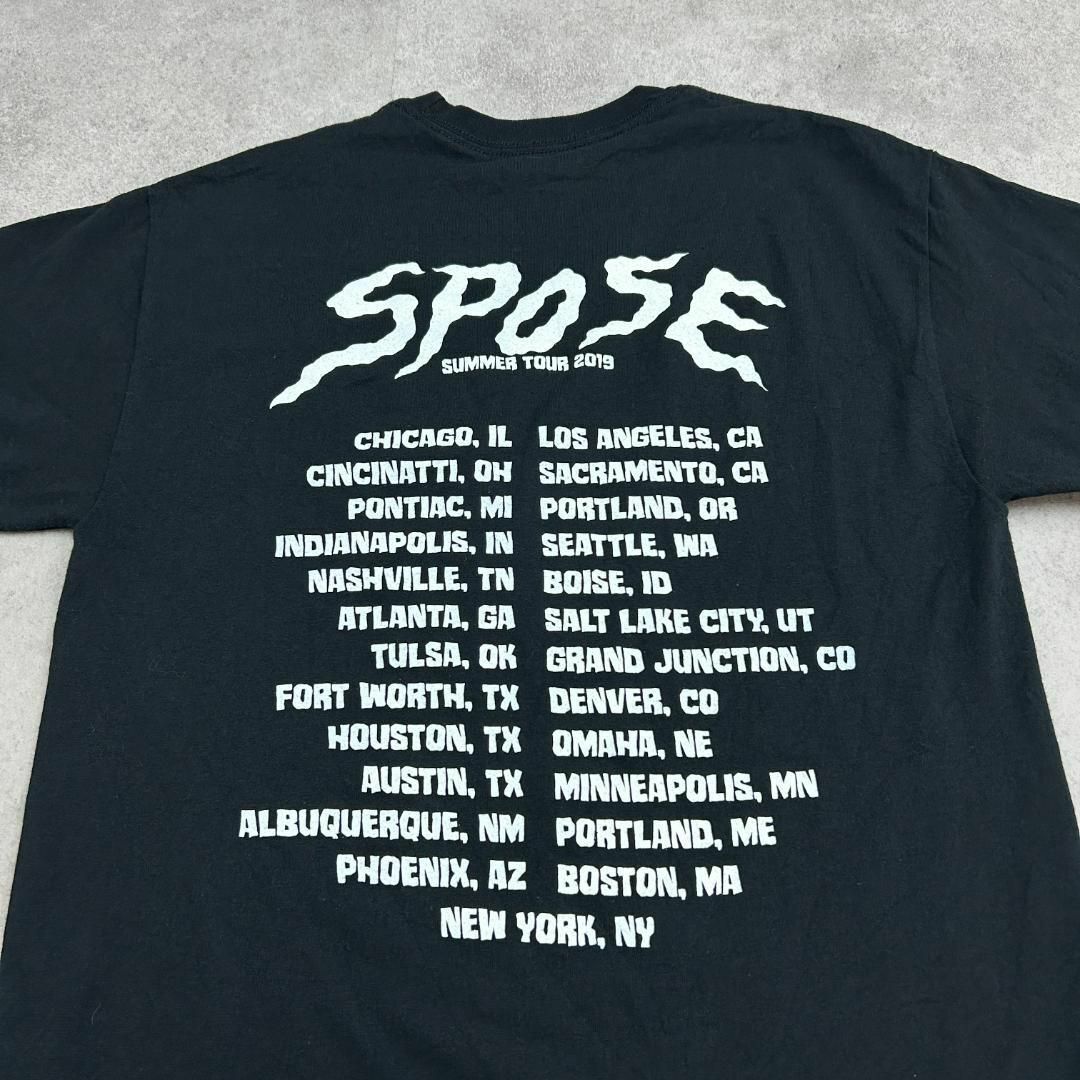 SPOSE
SUMMER TOUR 2019
CHICAGO, IL
CINCINATTI, OH
PONTIAC, MI
INDIANAPOLIS, IN
NASHVILLE, TN
ATLANTA, GA
TULSA, OK
FORT WORTH, TX
HOUSTON, TX
AUSTIN, TX
ALBUQUERQUE, NM
PHOENIX, AZ
LOS ANGELES, CA
SACRAMENTO, CA
PORTLAND, OR
SEATTLE, WA
BOISE, ID
SALT LAKE CITY, UT
GRAND JUNCTION, CO
DENVER, CO
OMAHA, NE
MINNEAPOLIS, MN
PORTLAND, ME
BOSTON, MA
NEW YORK, NY